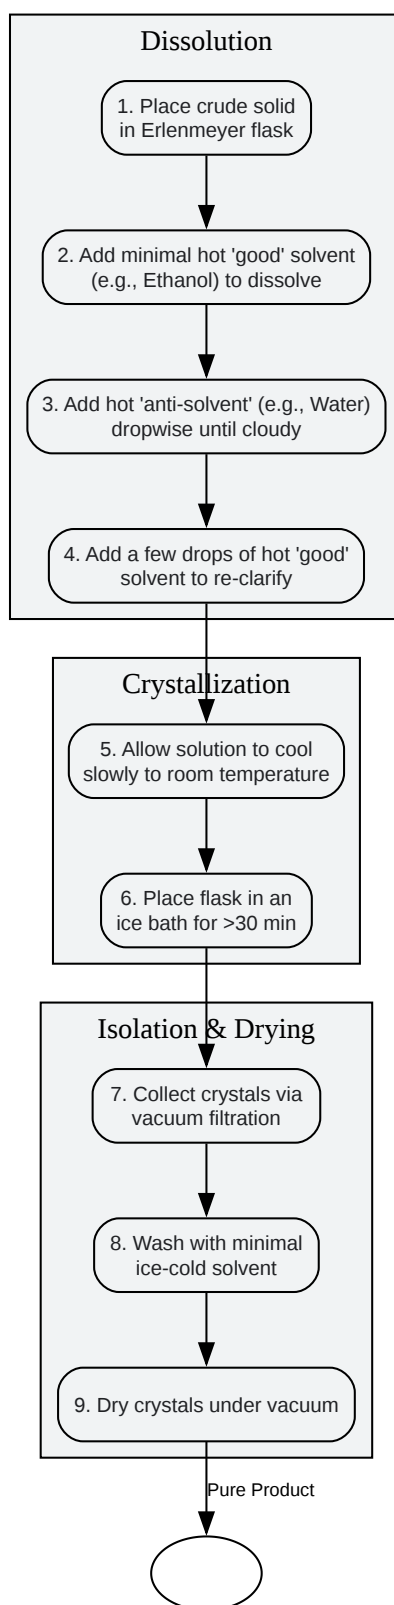 Dissolution
1. Place crude solid
in Erlenmeyer flask
2. Add minimal hot 'good' solvent
(e.g., Ethanol) to dissolve
3. Add hot 'anti-solvent' (e.g., Water)
dropwise until cloudy
4. Add a few drops of hot 'good'
solvent to re-clarify
Crystallization
5. Allow solution to cool
slowly to room temperature
6. Place flask in an
ice bath for >30 min
Isolation & Drying
7. Collect crystals via
vacuum filtration
8. Wash with minimal
ice-cold solvent
9. Dry crystals under vacuum
Pure Product